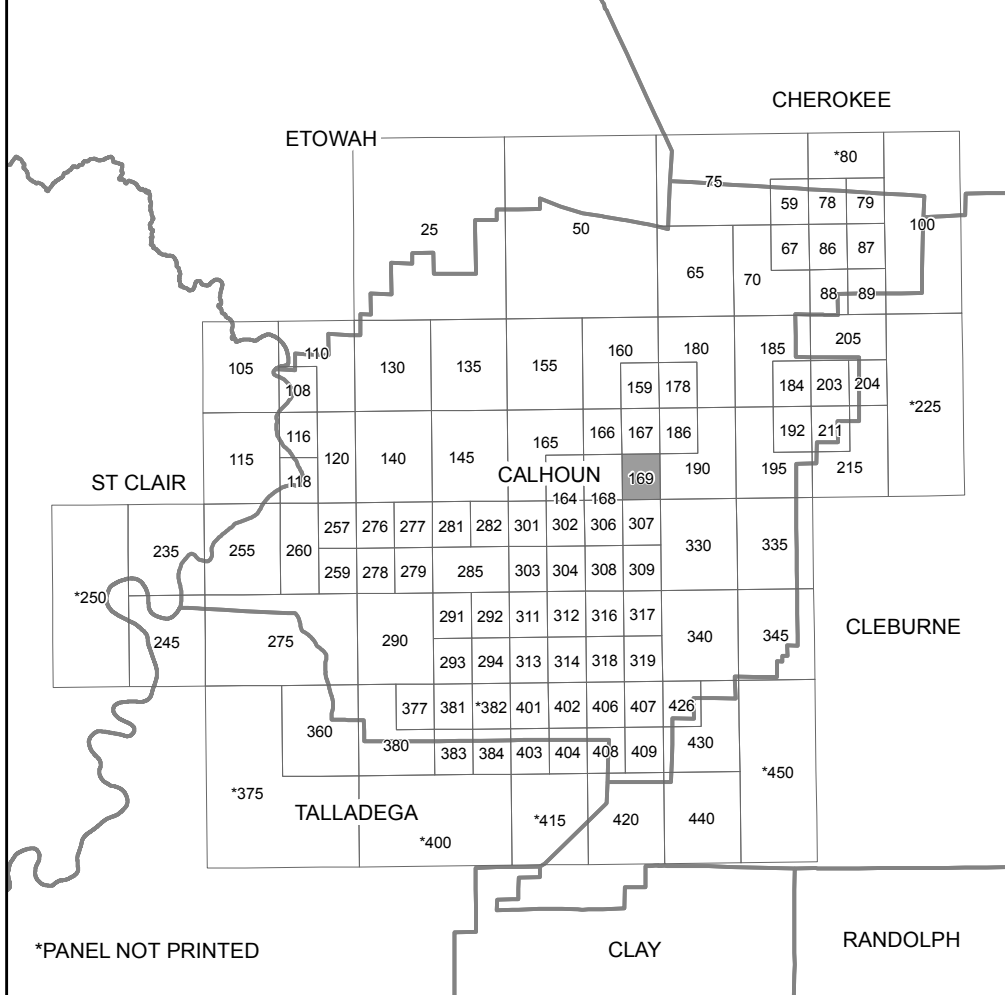 CHEROKEE
ETOWAH
*80
75
59 78 79
25 50 100
67 86 87
65 70
88 89
205
110 160 180 185
105 130 135 155
159 178 184 203 204
108
*225
166 167 186 192 211
116
165
115 120 140 145
ST CLAIR 118 CALHOUN 169 190 195 215
164 168
257 276 277 281 282 301 302 306 307
235 255 260 330 335
259 278 279 285 303 304 308 309
*250
291 292 311 312 316 317
245 275 290 340 345 CLEBURNE
293 294 313 314 318 319
377 381 *382 401 402 406 407 426
360 380 430
383 384 403 404 408 409
*375 *450
TALLADEGA *415 420 440
*400
*PANEL NOT PRINTED CLAY RANDOLPH